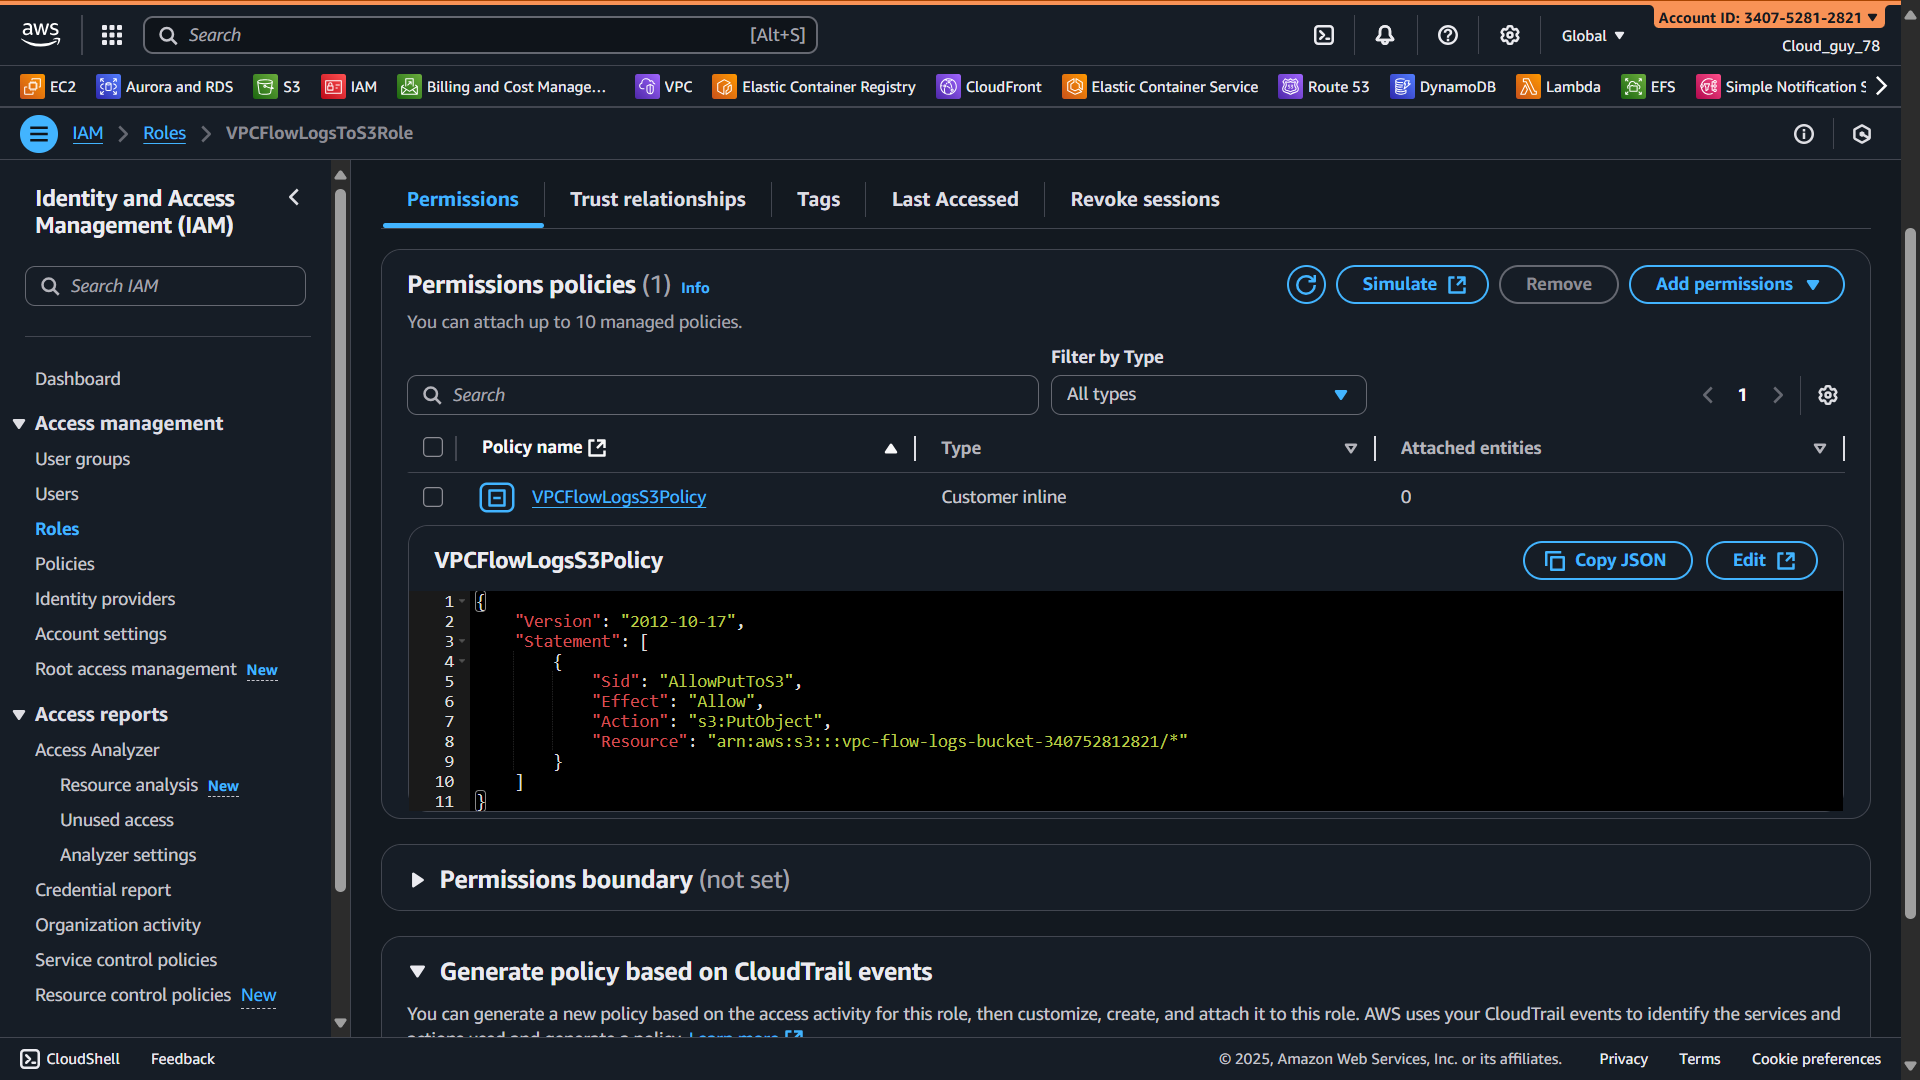 aws
Search
[Alt+S]
Global
Account ID: 3407-5281-2821
Cloud_guy_78
EC2
Aurora and RDS
S3
IAM
Billing and Cost Manage...
VPC
Elastic Container Registry
CloudFront
Elastic Container Service
Route 53
DynamoDB
Lambda
EFS
Simple Notification S
IAM
Roles
VPCFlowLogsToS3Role
Identity and Access
Management (IAM)
Search IAM
Dashboard
Access management
User groups
Users
Roles
Policies
Identity providers
Account settings
Root access management New
Access reports
Access Analyzer
Resource analysis New
Unused access
Analyzer settings
Credential report
Organization activity
Service control policies
Resource control policies New
Permissions
Trust relationships
Tags
Last Accessed
Revoke sessions
Permissions policies (1) Info
Simulate
Remove
Add permissions
You can attach up to 10 managed policies.
Filter by Type
Search
All types
1
Policy name
Type
Attached entities
VPCFlowLogsS3Policy
Customer inline
0
VPCFlowLogsS3Policy
Copy JSON
Edit
1 {
2 "Version": "2012-10-17",
3 "Statement": [
4 {
5 "Sid": "AllowPutToS3",
6 "Effect": "Allow",
7 "Action": "s3:PutObject",
8 "Resource": "arn:aws:s3:::vpc-flow-logs-bucket-340752812821/*"
9 }
10 ]
11 }
Permissions boundary (not set)
Generate policy based on CloudTrail events
You can generate a new policy based on the access activity for this role, then customize, create, and attach it to this role. AWS uses your CloudTrail events to identify the services and
actions used and generate a policy. Learn more
CloudShell
Feedback
© 2025, Amazon Web Services, Inc. or its affiliates.
Privacy
Terms
Cookie preferences